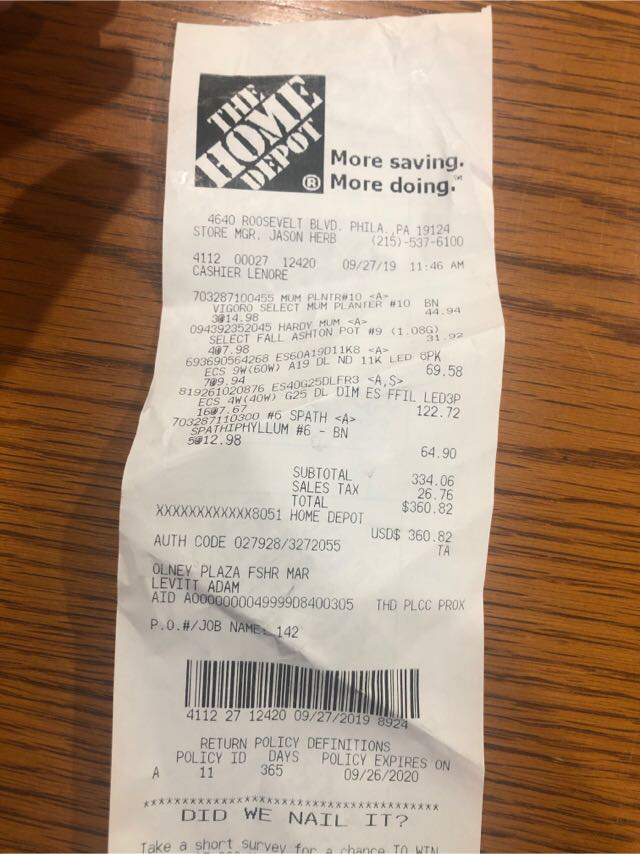 THE
HOME
DEPOT
®
More saving.
More doing.℠
4640 ROOSEVELT BLVD. PHILA.,PA 19124
STORE MGR. JASON HERB (215)-537-6100
4112 00027 12420 09/27/19 11:46 AM
CASHIER LENORE
703287100455 MUM PLNTR#10 <A>
VIGORO SELECT MUM PLANTER #10 BN
3@14.98 44.94
094392352045 HARDY MUM <A>
SELECT FALL ASHTON POT #9 (1.08G)
4@7.98 31.92
693690564268 ES60A19D11K8 <A>
ECS 9W(60W) A19 DL ND 11K LED 8PK
7@9.94 69.58
819261020876 ES40G25DLFR3 <A,S>
ECS 4W(40W) G25 DL DIM ES FFIL LED3P
16@7.67 122.72
703287110300 #6 SPATH <A>
SPATHIPHYLLUM #6 - BN
5@12.98 64.90
SUBTOTAL 334.06
SALES TAX 26.76
TOTAL $360.82
XXXXXXXXXXXX8051 HOME DEPOT
USD$ 360.82
AUTH CODE 027928/3272055 TA
OLNEY PLAZA FSHR MAR
LEVITT ADAM
AID A0000000049999D8400305 THD PLCC PROX
P.O.#/JOB NAME: 142
4112 27 12420 09/27/2019 8924
RETURN POLICY DEFINITIONS
POLICY ID DAYS POLICY EXPIRES ON
A 11 365 09/26/2020
****************************************
DID WE NAIL IT?
Take a short survey for a chance TO WIN